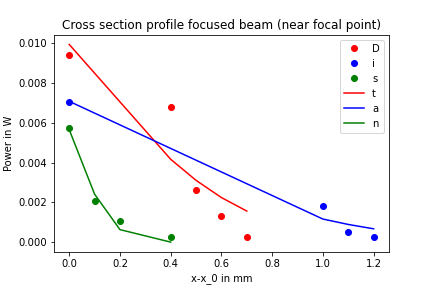 Cross section profile focused beam (near focal point)
0.010
0.008
0.006
0.004
0.002
0.000
Power in W
0.0
0.2
0.4
0.6
0.8
1.0
1.2
x-x_0 in mm
D
i
s
t
a
n